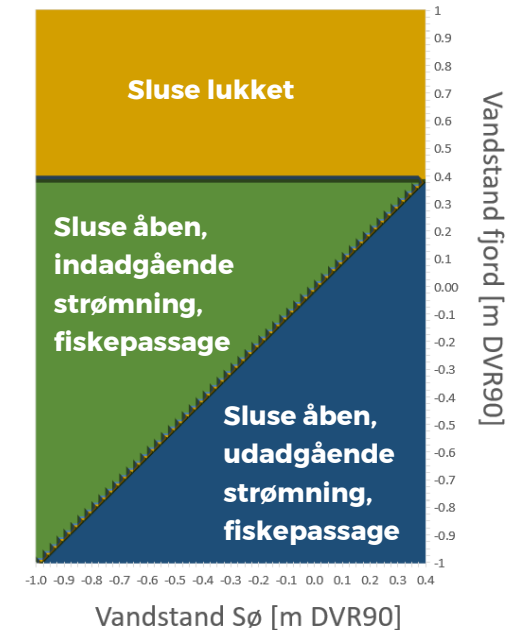 1
0.9
0.8
0.7
0.6
0.5
0.4
0.3
0.2
0.1
0.00
-0.1
-0.2
-0.3
-0.4
-0.5
-0.6
-0.7
-0.8
-0.9
-1
Vandstand fjord [m DVR90]
Sluse lukket
Sluse åben,
indadgående
strømning,
fiskepassage
Sluse åben,
udadgående
strømning,
fiskepassage
-1.0 -0.9 -0.8 -0.7 -0.6 -0.5 -0.4 -0.3 -0.2 -0.1 0.0 0.1 0.2 0.3 0.4
Vandstand Sø [m DVR90]